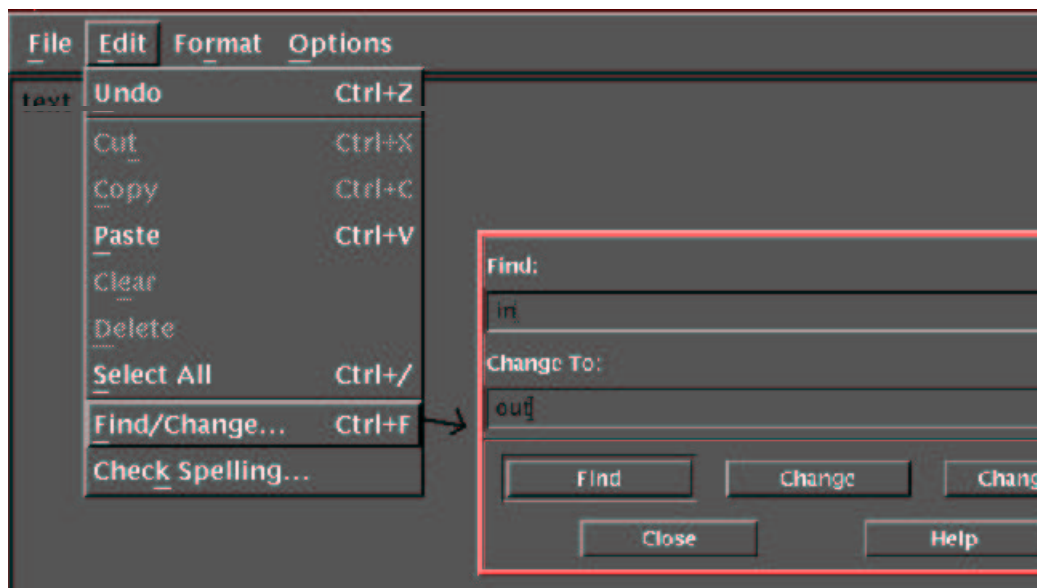 File Edit Format Options
text
Undo Ctrl+Z
Cut Ctrl+X
Copy Ctrl+C
Paste Ctrl+V
Clear
Delete
Select All Ctrl+/
Find/Change... Ctrl+F
Check Spelling...
Find:
in
Change To:
out
Find Change Chang
Close Help